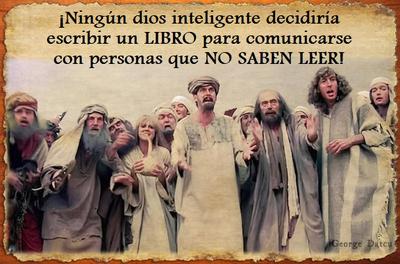 ¡Ningún dios inteligente decidiría
escribir un LIBRO para comunicarse
con personas que NO SABEN LEER!
George Datcu